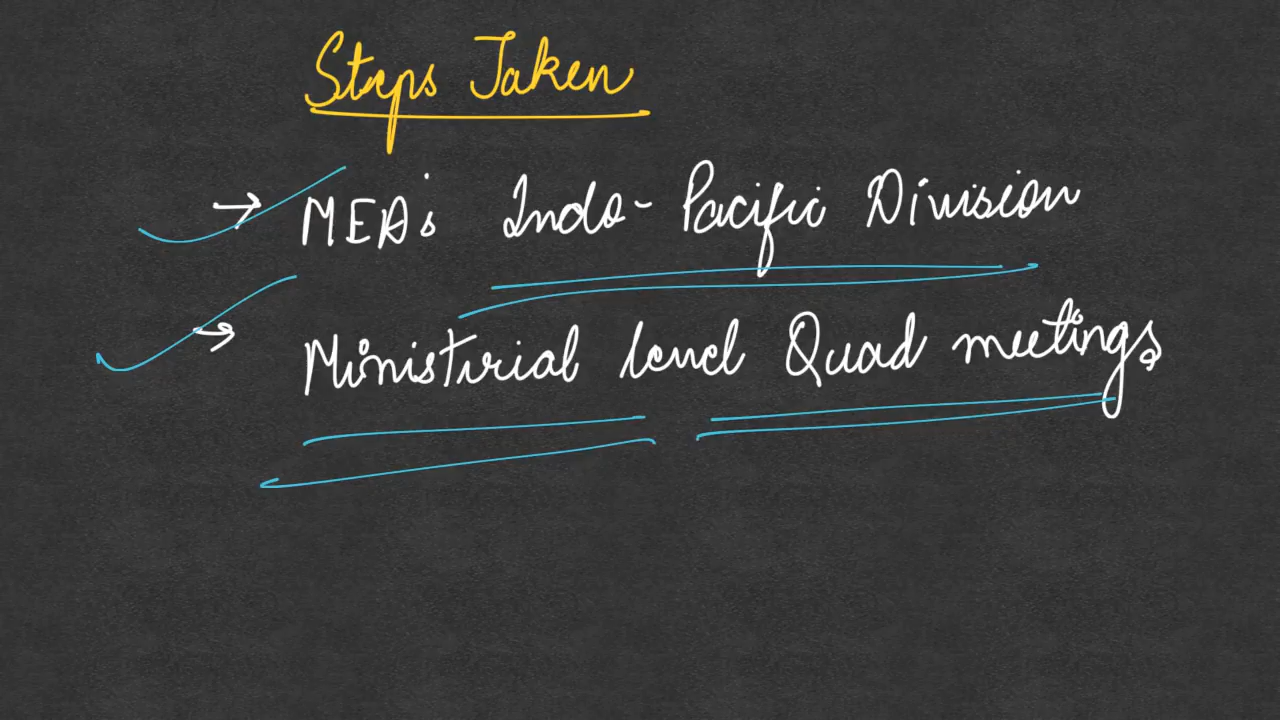 Steps Taken
→ MEA's Indo-Pacific Division
→ Ministerial level Quad meetings